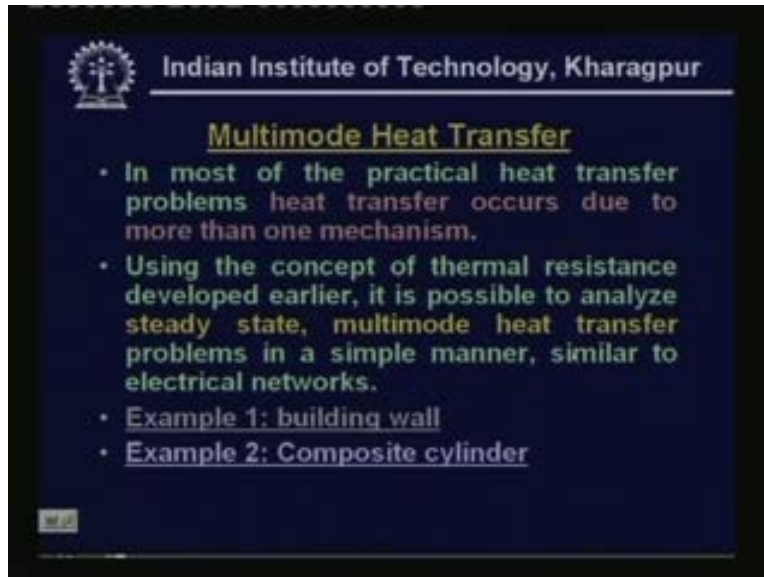 Indian Institute of Technology, Kharagpur
Multimode Heat Transfer
• In most of the practical heat transfer
problems heat transfer occurs due to
more than one mechanism.
• Using the concept of thermal resistance
developed earlier, it is possible to analyze
steady state, multimode heat transfer
problems in a simple manner, similar to
electrical networks.
• Example 1: building wall
• Example 2: Composite cylinder